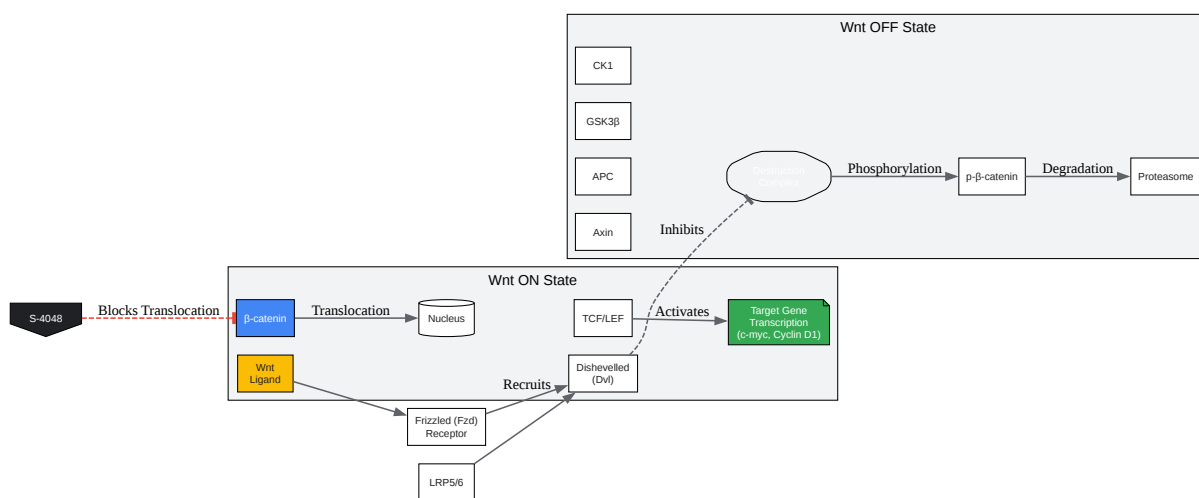 Wnt OFF State
CK1
GSK3β
APC
Axin
Destruction
Complex
Phosphorylation
p-β-catenin
Degradation
Proteasome
Inhibits
Wnt ON State
S-4048
Blocks Translocation
β-catenin
Translocation
Nucleus
TCF/LEF
Activates
Target Gene
Transcription
(c-myc, Cyclin D1)
Wnt
Ligand
Recruits
Dishevelled
(Dvl)
Frizzled (Fzd)
Receptor
LRP5/6